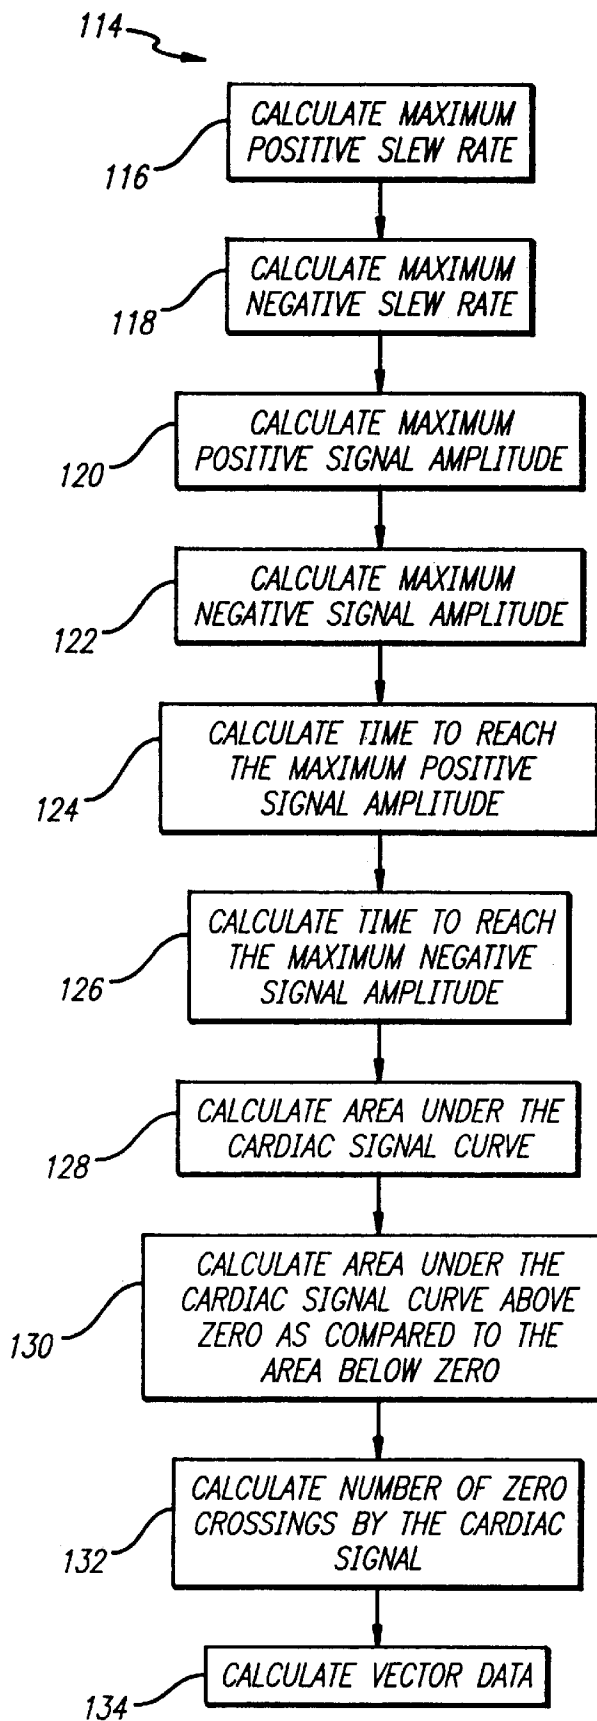 114
CALCULATE MAXIMUM
POSITIVE SLEW RATE
116
CALCULATE MAXIMUM
NEGATIVE SLEW RATE
118
CALCULATE MAXIMUM
POSITIVE SIGNAL AMPLITUDE
120
CALCULATE MAXIMUM
NEGATIVE SIGNAL AMPLITUDE
122
CALCULATE TIME TO REACH
THE MAXIMUM POSITIVE
SIGNAL AMPLITUDE
124
CALCULATE TIME TO REACH
THE MAXIMUM NEGATIVE
SIGNAL AMPLITUDE
126
CALCULATE AREA UNDER THE
CARDIAC SIGNAL CURVE
128
CALCULATE AREA UNDER THE
CARDIAC SIGNAL CURVE ABOVE
ZERO AS COMPARED TO THE
AREA BELOW ZERO
130
CALCULATE NUMBER OF ZERO
CROSSINGS BY THE CARDIAC
SIGNAL
132
CALCULATE VECTOR DATA
134